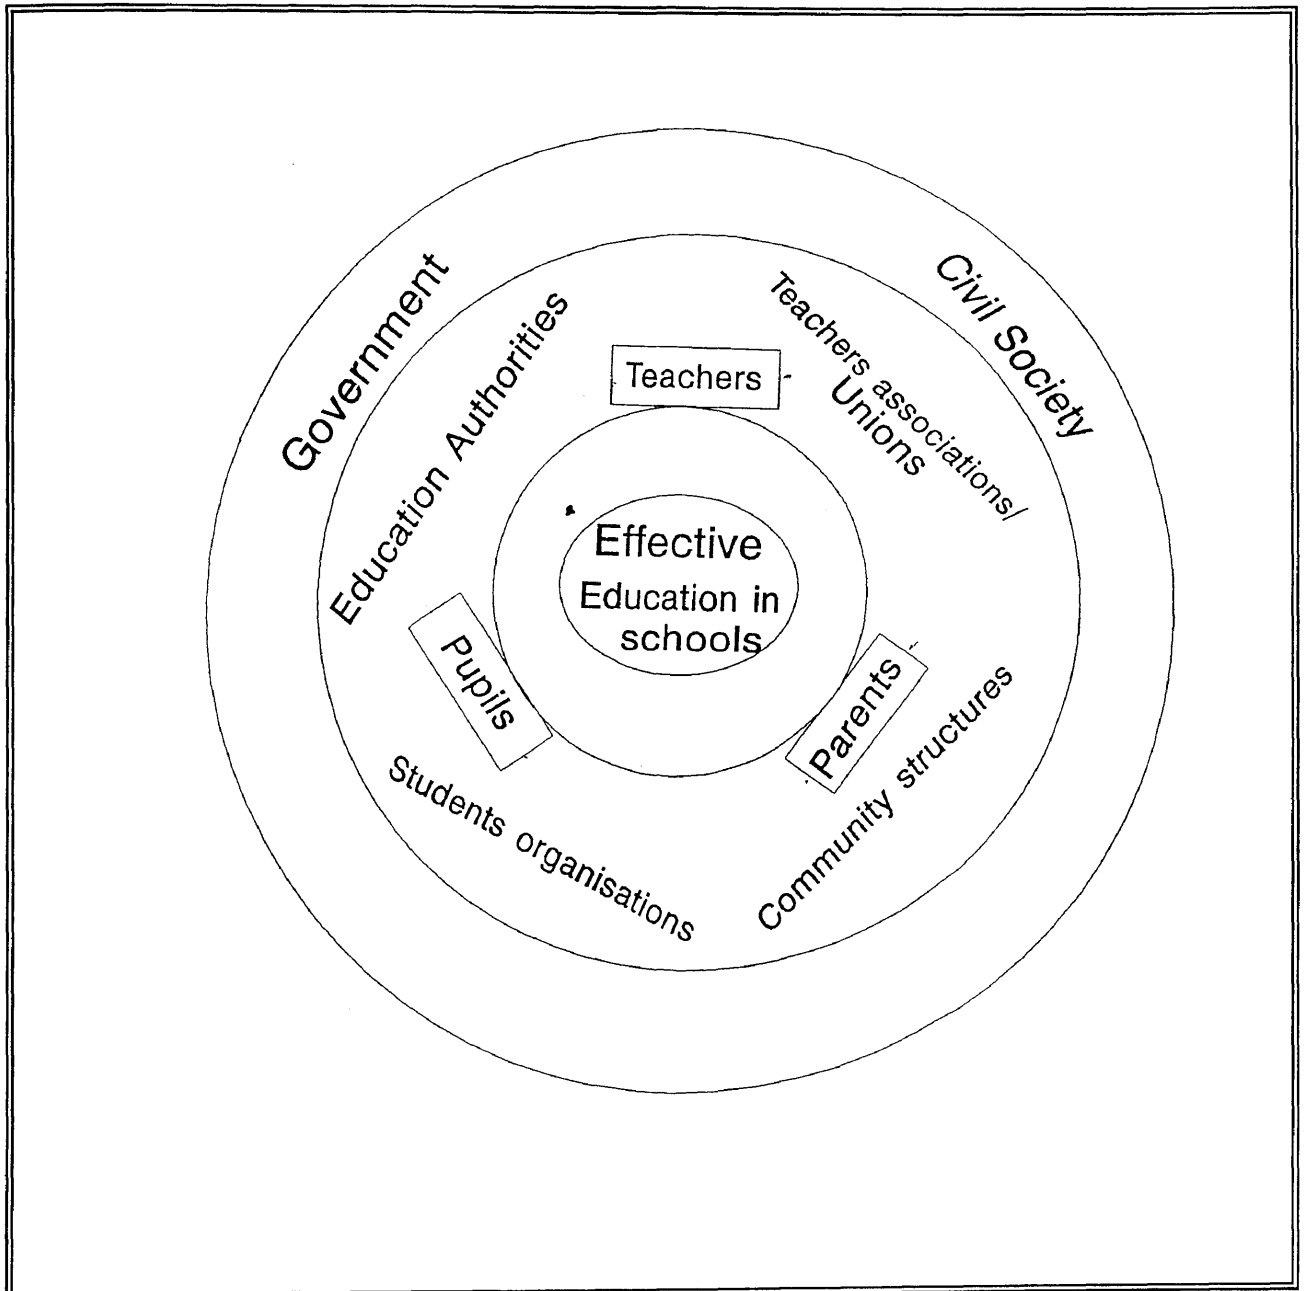 Government
Civil Society
Education Authorities
Teachers associations/
Unions
Teachers
Effective
Education in
schools
Pupils
Parents
Students organisations
Community structures